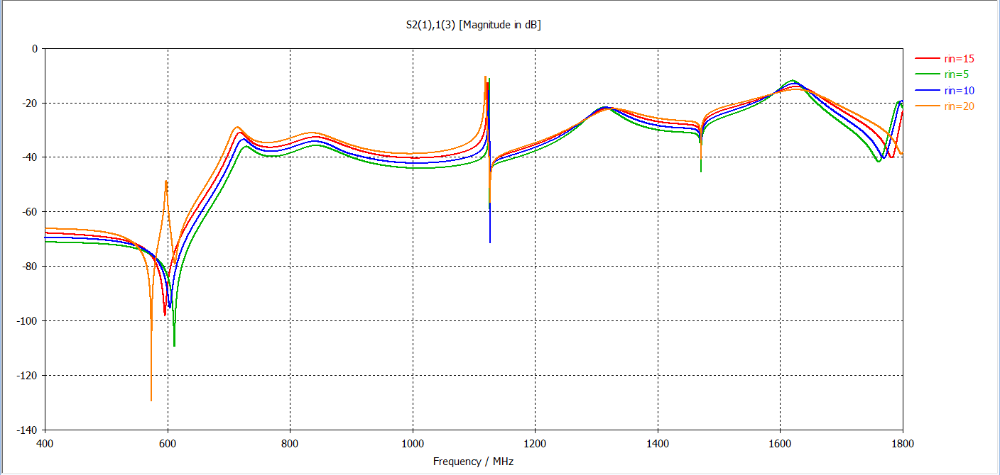 S2(1),1(3) [Magnitude in dB]
0
-20
-40
-60
-80
-100
-120
-140
400 600 800 1000 1200 1400 1600 1800
Frequency / MHz
rin=15
rin=5
rin=10
rin=20